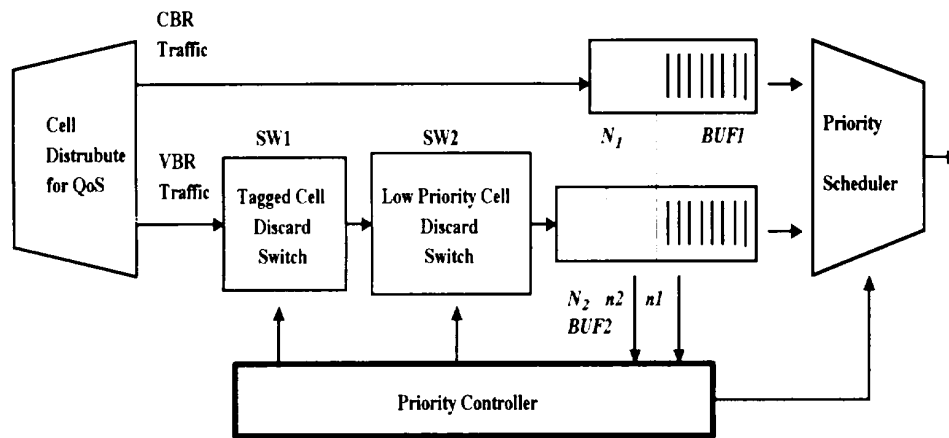 CBR
Traffic
Cell
Distrubute
for QoS
VBR
Traffic
SW1
Tagged Cell
Discard
Switch
SW2
Low Priority Cell
Discard
Switch
N1
BUF1
N2 n2 n1
BUF2
Priority
Scheduler
Priority Controller